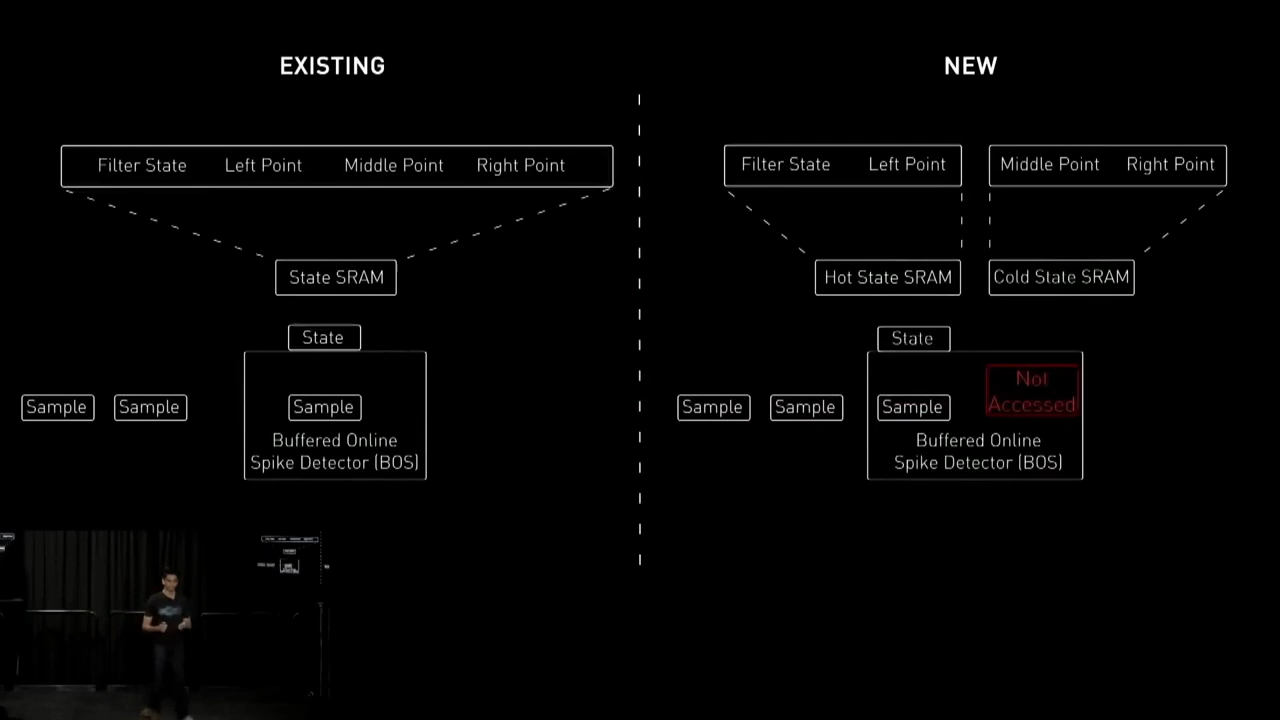 EXISTING
Filter State Left Point Middle Point Right Point
State SRAM
State
Sample Sample Sample
Buffered Online
Spike Detector (BOS)
NEW
Filter State Left Point Middle Point Right Point
Hot State SRAM Cold State SRAM
State
Not
Accessed
Sample Sample Sample
Buffered Online
Spike Detector (BOS)